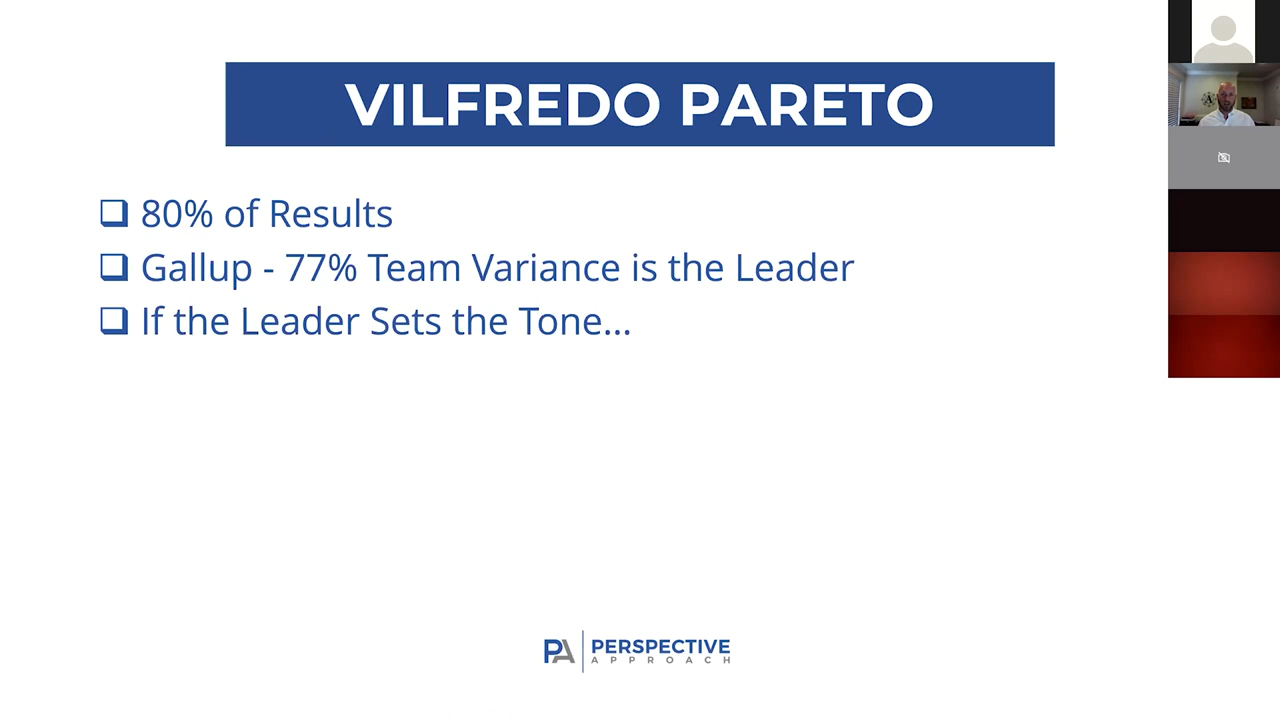 VILFREDO PARETO
80% of Results
Gallup - 77% Team Variance is the Leader
If the Leader Sets the Tone...
PA PERSPECTIVE
APPROACH